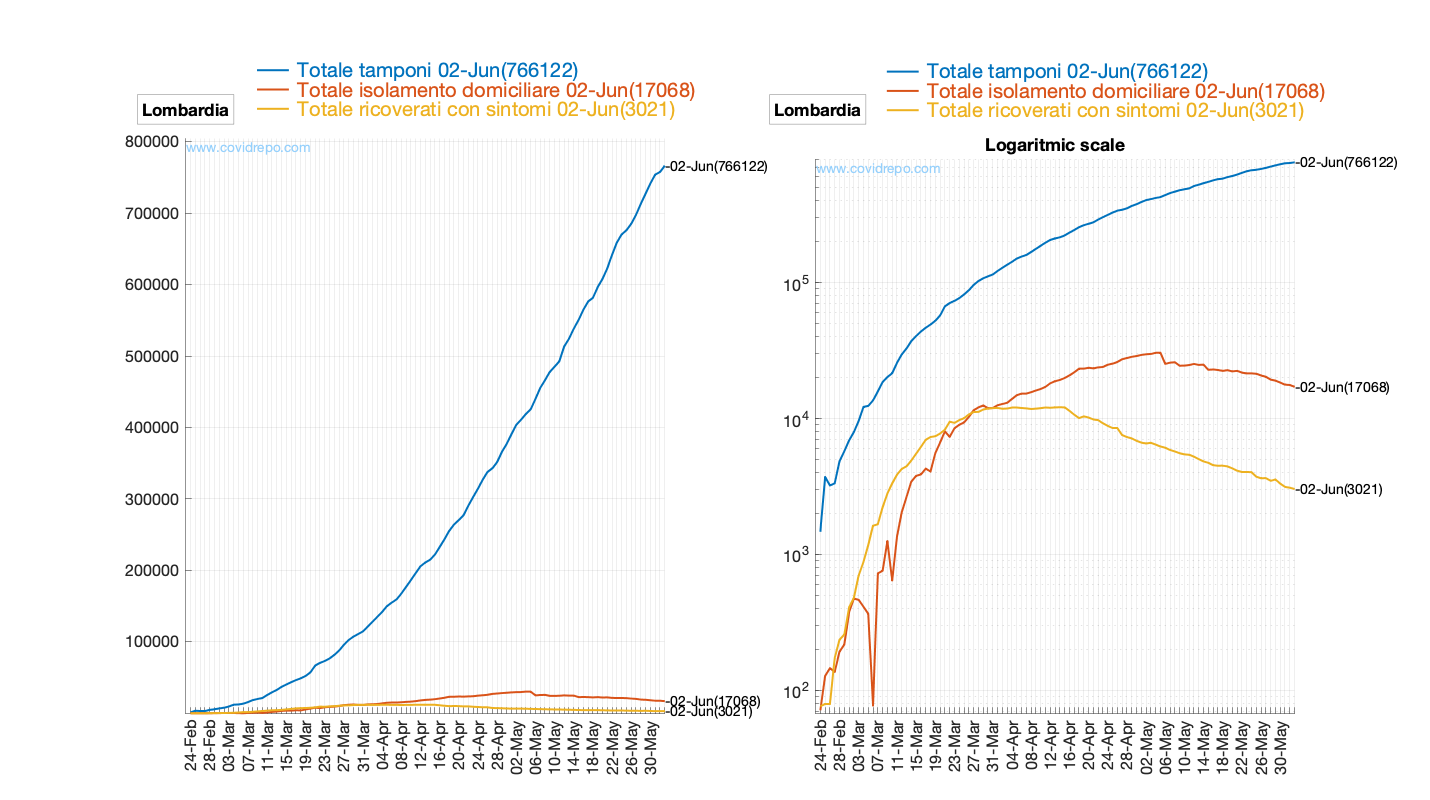 Totale tamponi 02-Jun(766122)
Totale isolamento domiciliare 02-Jun(17068)
Totale ricoverati con sintomi 02-Jun(3021)
Lombardia
www.covidrepo.com
800000
700000
600000
500000
400000
300000
200000
100000
02-Jun(766122)
02-Jun(17068)
02-Jun(3021)
24-Feb
28-Feb
03-Mar
07-Mar
11-Mar
15-Mar
19-Mar
23-Mar
27-Mar
31-Mar
04-Apr
08-Apr
12-Apr
16-Apr
20-Apr
24-Apr
28-Apr
02-May
06-May
10-May
14-May
18-May
22-May
26-May
30-May
Totale tamponi 02-Jun(766122)
Totale isolamento domiciliare 02-Jun(17068)
Totale ricoverati con sintomi 02-Jun(3021)
Lombardia
Logaritmic scale
www.covidrepo.com
10^5
10^4
10^3
10^2
02-Jun(766122)
02-Jun(17068)
02-Jun(3021)
24-Feb
28-Feb
03-Mar
07-Mar
11-Mar
15-Mar
19-Mar
23-Mar
27-Mar
31-Mar
04-Apr
08-Apr
12-Apr
16-Apr
20-Apr
24-Apr
28-Apr
02-May
06-May
10-May
14-May
18-May
22-May
26-May
30-May